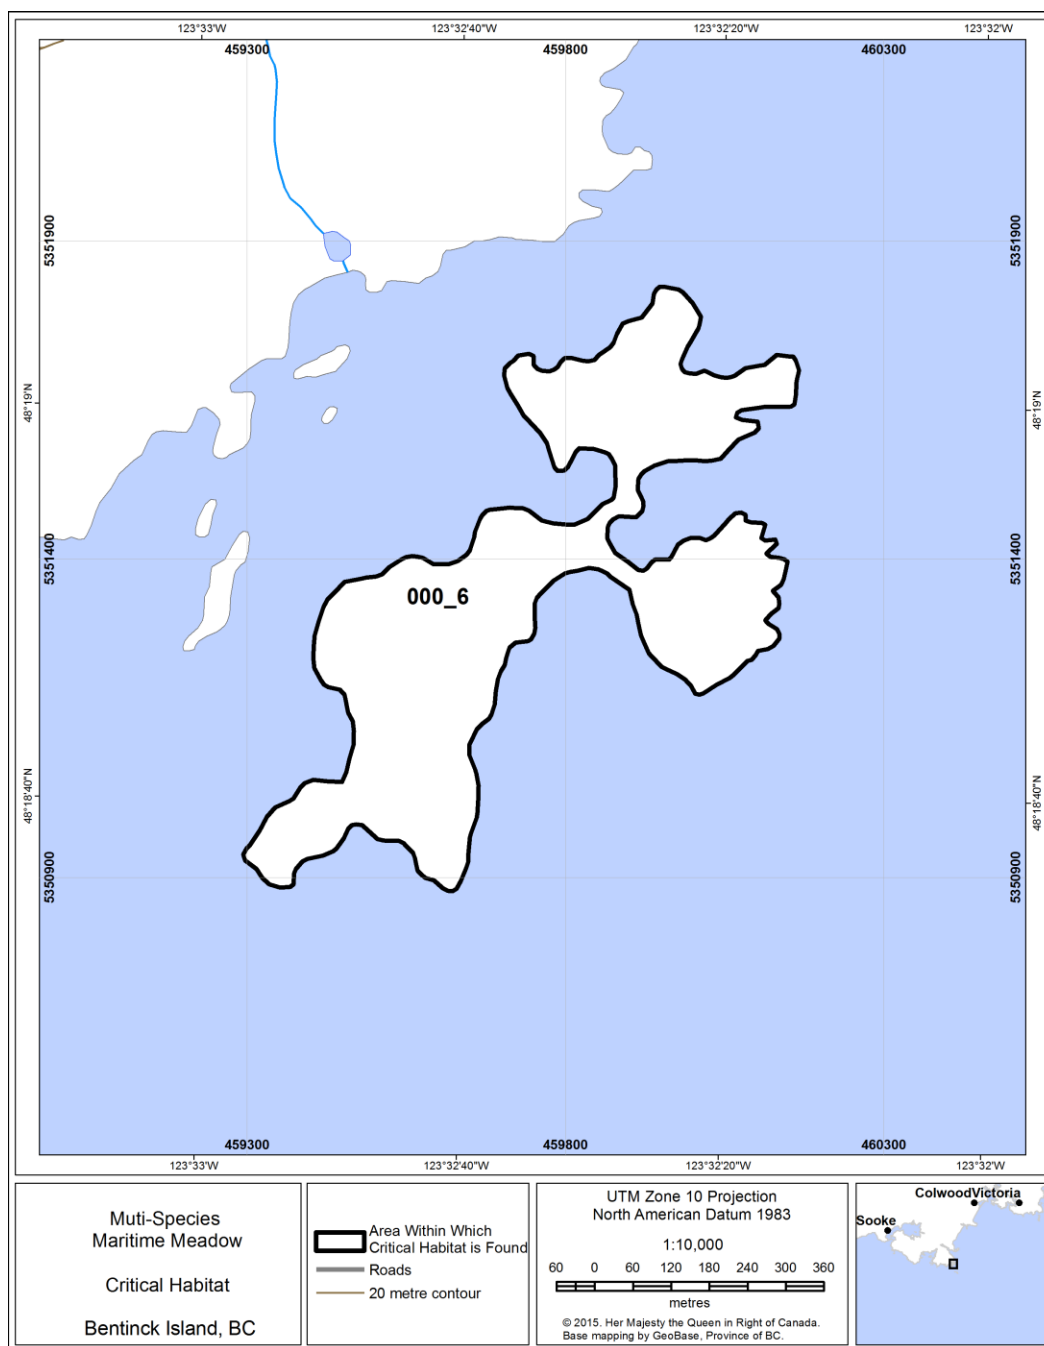 123°33'W 123°32'40"W 123°32'20"W 123°32'W
459300 459800 460300
5351900 5351900
48°19'N 48°19'N
5351400 5351400
000_6
48°18'40"N 48°18'40"N
5350900 5350900
459300 459800 460300
123°33'W 123°32'40"W 123°32'20"W 123°32'W
Muti-Species
Maritime Meadow
Critical Habitat
Bentinck Island, BC
Area Within Which
Critical Habitat is Found
Roads
20 metre contour
UTM Zone 10 Projection
North American Datum 1983
1:10,000
60 0 60 120 180 240 300 360
metres
© 2015. Her Majesty the Queen in Right of Canada.
Base mapping by GeoBase, Province of BC.
Colwood Victoria
Sooke